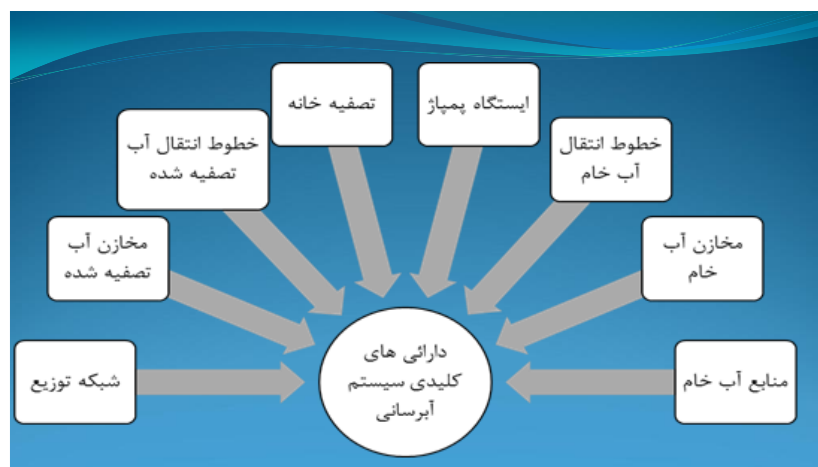 ایستگاه پمپاژ
تصفیه خانه
خطوط انتقال
آب خام
خطوط انتقال آب
تصفیه شده
مخازن آب
خام
مخازن آب
تصفیه شده
منابع آب خام
شبکه توزیع
دارائی های
کلیدی سیستم
آبرسانی